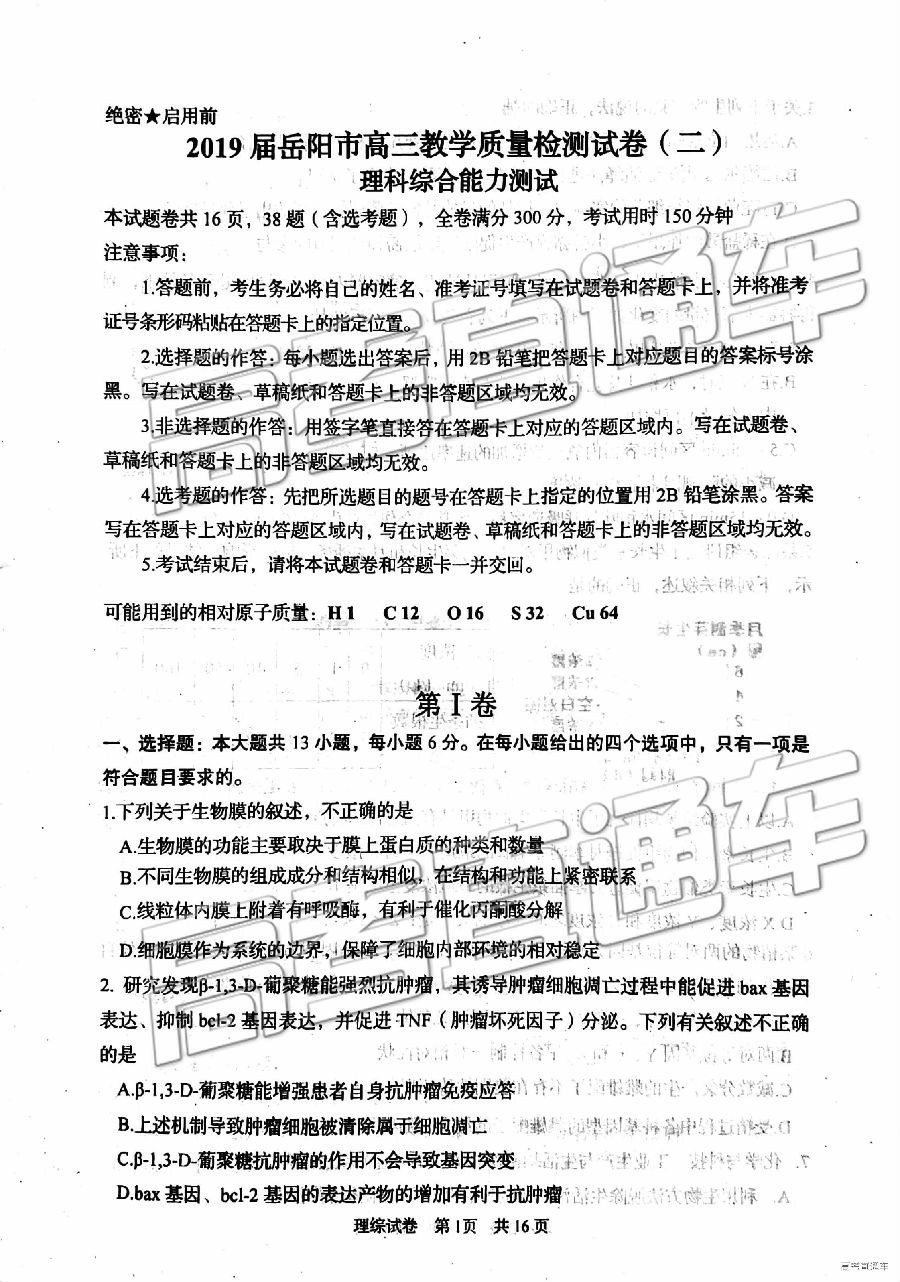 绝密★启用前
2019届岳阳市高三教学质量检测试卷（二）
理科综合能力测试
本试题卷共16页，38题（含选考题），全卷满分300分，考试用时150分钟
注意事项：
1.答题前，考生务必将自己的姓名、准考证号填写在试题卷和答题卡上，并将准考
证号条形码粘贴在答题卡上的指定位置。
2.选择题的作答：每小题选出答案后，用2B铅笔把答题卡上对应题目的答案标号涂
黑。写在试题卷、草稿纸和答题卡上的非答题区域均无效。
3.非选择题的作答：用签字笔直接答在答题卡上对应的答题区域内。写在试题卷、
草稿纸和答题卡上的非答题区域均无效。
4.选考题的作答：先把所选题目的题号在答题卡上指定的位置用2B铅笔涂黑。答案
写在答题卡上对应的答题区域内，写在试题卷、草稿纸和答题卡上的非答题区域均无效。
5.考试结束后，请将本试题卷和答题卡一并交回。
可能用到的相对原子质量：H 1 C 12 O 16 S 32 Cu 64
第Ⅰ卷
一、选择题：本大题共13小题，每小题6分。在每小题给出的四个选项中，只有一项是
符合题目要求的。
1.下列关于生物膜的叙述，不正确的是
A.生物膜的功能主要取决于膜上蛋白质的种类和数量
B.不同生物膜的组成成分和结构相似，在结构和功能上紧密联系
C.线粒体内膜上附着有呼吸酶，有利于催化丙酮酸分解
D.细胞膜作为系统的边界，保障了细胞内部环境的相对稳定
2. 研究发现β-1,3-D-葡聚糖能强烈抗肿瘤，其诱导肿瘤细胞凋亡过程中能促进bax基因
表达、抑制bcl-2基因表达，并促进TNF（肿瘤坏死因子）分泌。下列有关叙述不正确
的是
A.β-1,3-D-葡聚糖能增强患者自身抗肿瘤免疫应答
B.上述机制导致肿瘤细胞被清除属于细胞凋亡
C.β-1,3-D-葡聚糖抗肿瘤的作用不会导致基因突变
D.bax基因、bcl-2基因的表达产物的增加有利于抗肿瘤
理综试卷 第1页 共16页
高考直通车
高考直通车
高考直通车